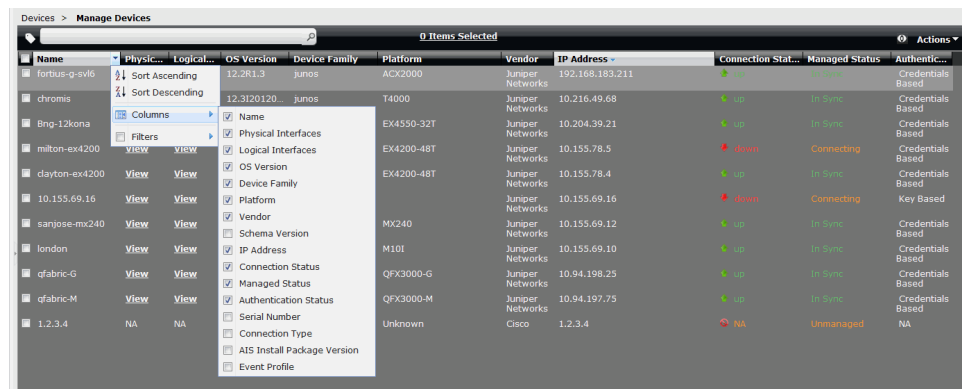 Devices > Manage Devices
0 Items Selected
Actions
Name Physic... Logical... OS Version Device Family Platform Vendor IP Address Connection Stat... Managed Status Authentic...
fortius-g-svl6 12.2R1.3 junos ACX2000 Juniper Networks 192.168.183.211 up In Sync Credentials Based
Sort Ascending
Sort Descending
chromis 12.3I20120... junos T4000 Juniper Networks 10.216.49.68 up In Sync Credentials Based
Columns
Filters
Name
Physical Interfaces
Logical Interfaces
OS Version
Device Family
Platform
Vendor
Schema Version
IP Address
Connection Status
Managed Status
Authentication Status
Serial Number
Connection Type
AIS Install Package Version
Event Profile
Bng-12kona EX4550-32T Juniper Networks 10.204.39.21 up In Sync Credentials Based
milton-ex4200 View View EX4200-48T Juniper Networks 10.155.78.5 down Connecting Credentials Based
clayton-ex4200 View View EX4200-48T Juniper Networks 10.155.78.4 up In Sync Credentials Based
10.155.69.16 View View Juniper Networks 10.155.69.16 down Connecting Key Based
sanjose-mx240 View View MX240 Juniper Networks 10.155.69.12 up In Sync Credentials Based
london View View M10I Juniper Networks 10.155.69.10 up In Sync Credentials Based
qfabric-G View View QFX3000-G Juniper Networks 10.94.198.25 up In Sync Credentials Based
qfabric-M View View QFX3000-M Juniper Networks 10.94.197.75 up In Sync Credentials Based
1.2.3.4 NA NA Unknown Cisco 1.2.3.4 NA Unmanaged NA